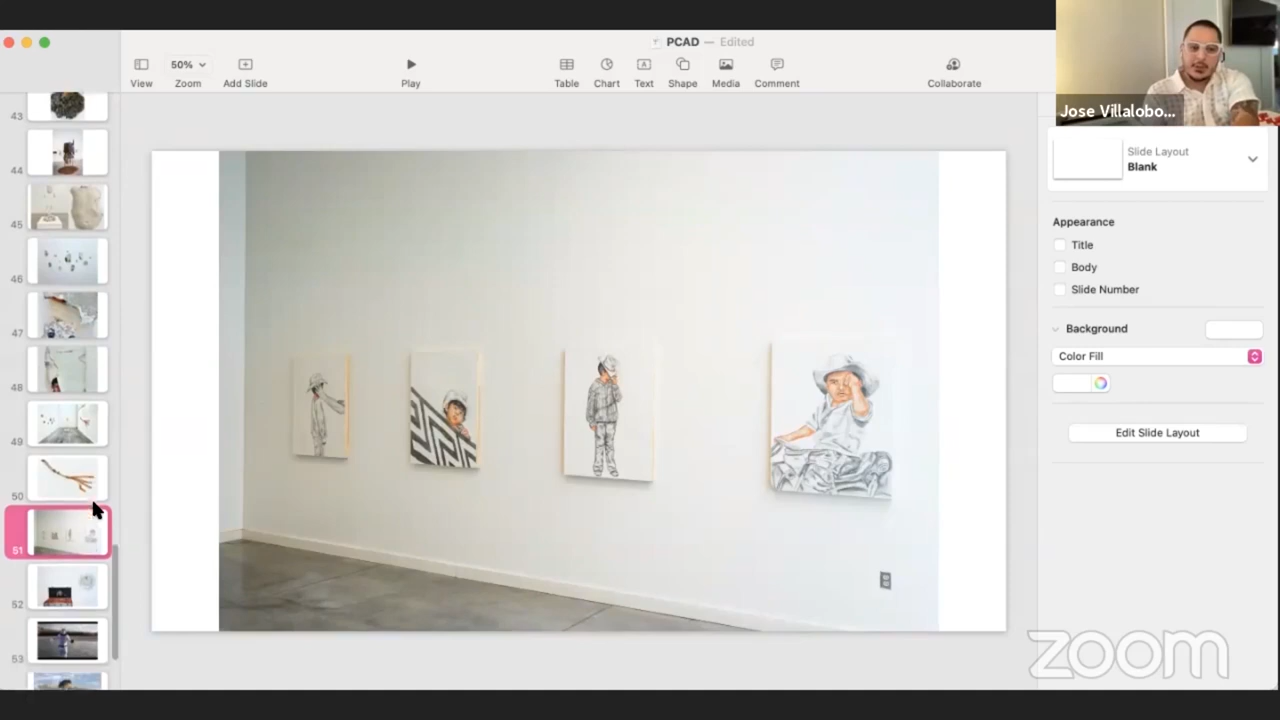 PCAD — Edited
View
50%
Zoom
Add Slide
Play
Table
Chart
Text
Shape
Media
Comment
Collaborate
Jose Villalobo...
43
44
45
46
47
48
49
50
51
52
53
Slide Layout
Blank
Appearance
Title
Body
Slide Number
Background
Color Fill
Edit Slide Layout
zoom